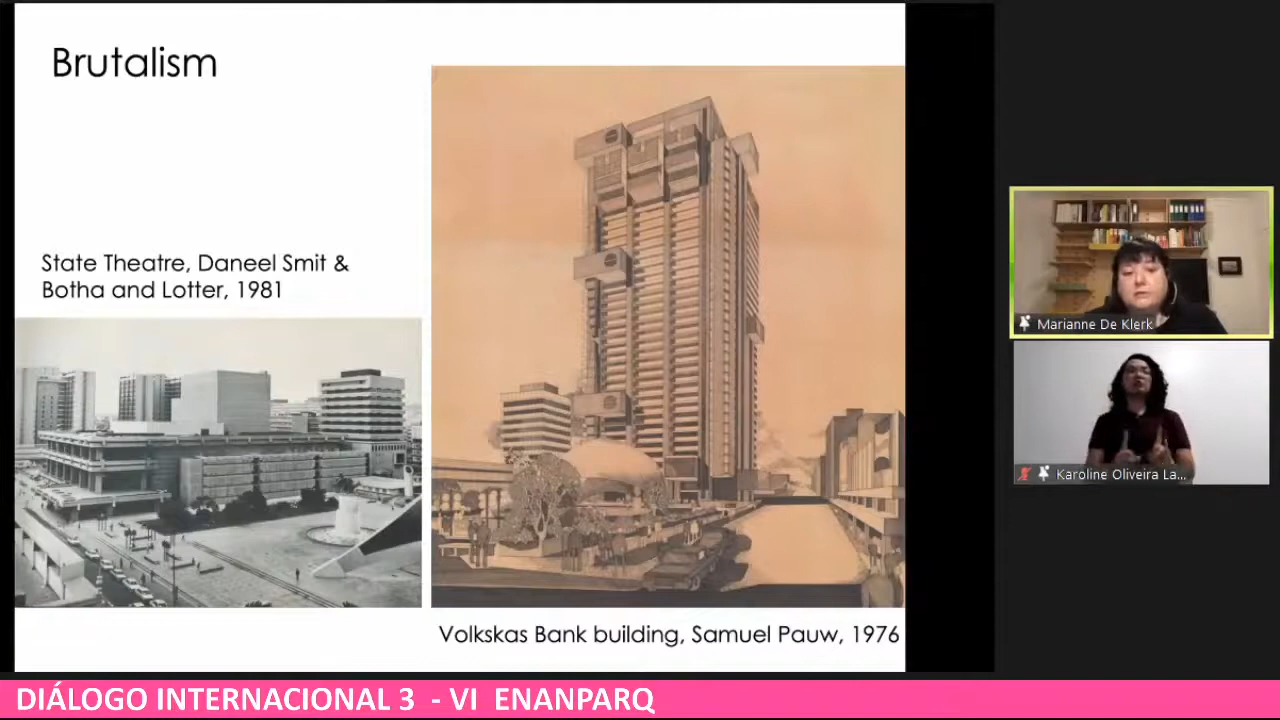 Brutalism
State Theatre, Daneel Smit &
Botha and Lotter, 1981
Volkskas Bank building, Samuel Pauw, 1976
Marianne De Klerk
Karoline Oliveira La...
DIÁLOGO INTERNACIONAL 3 - VI ENANPARQ